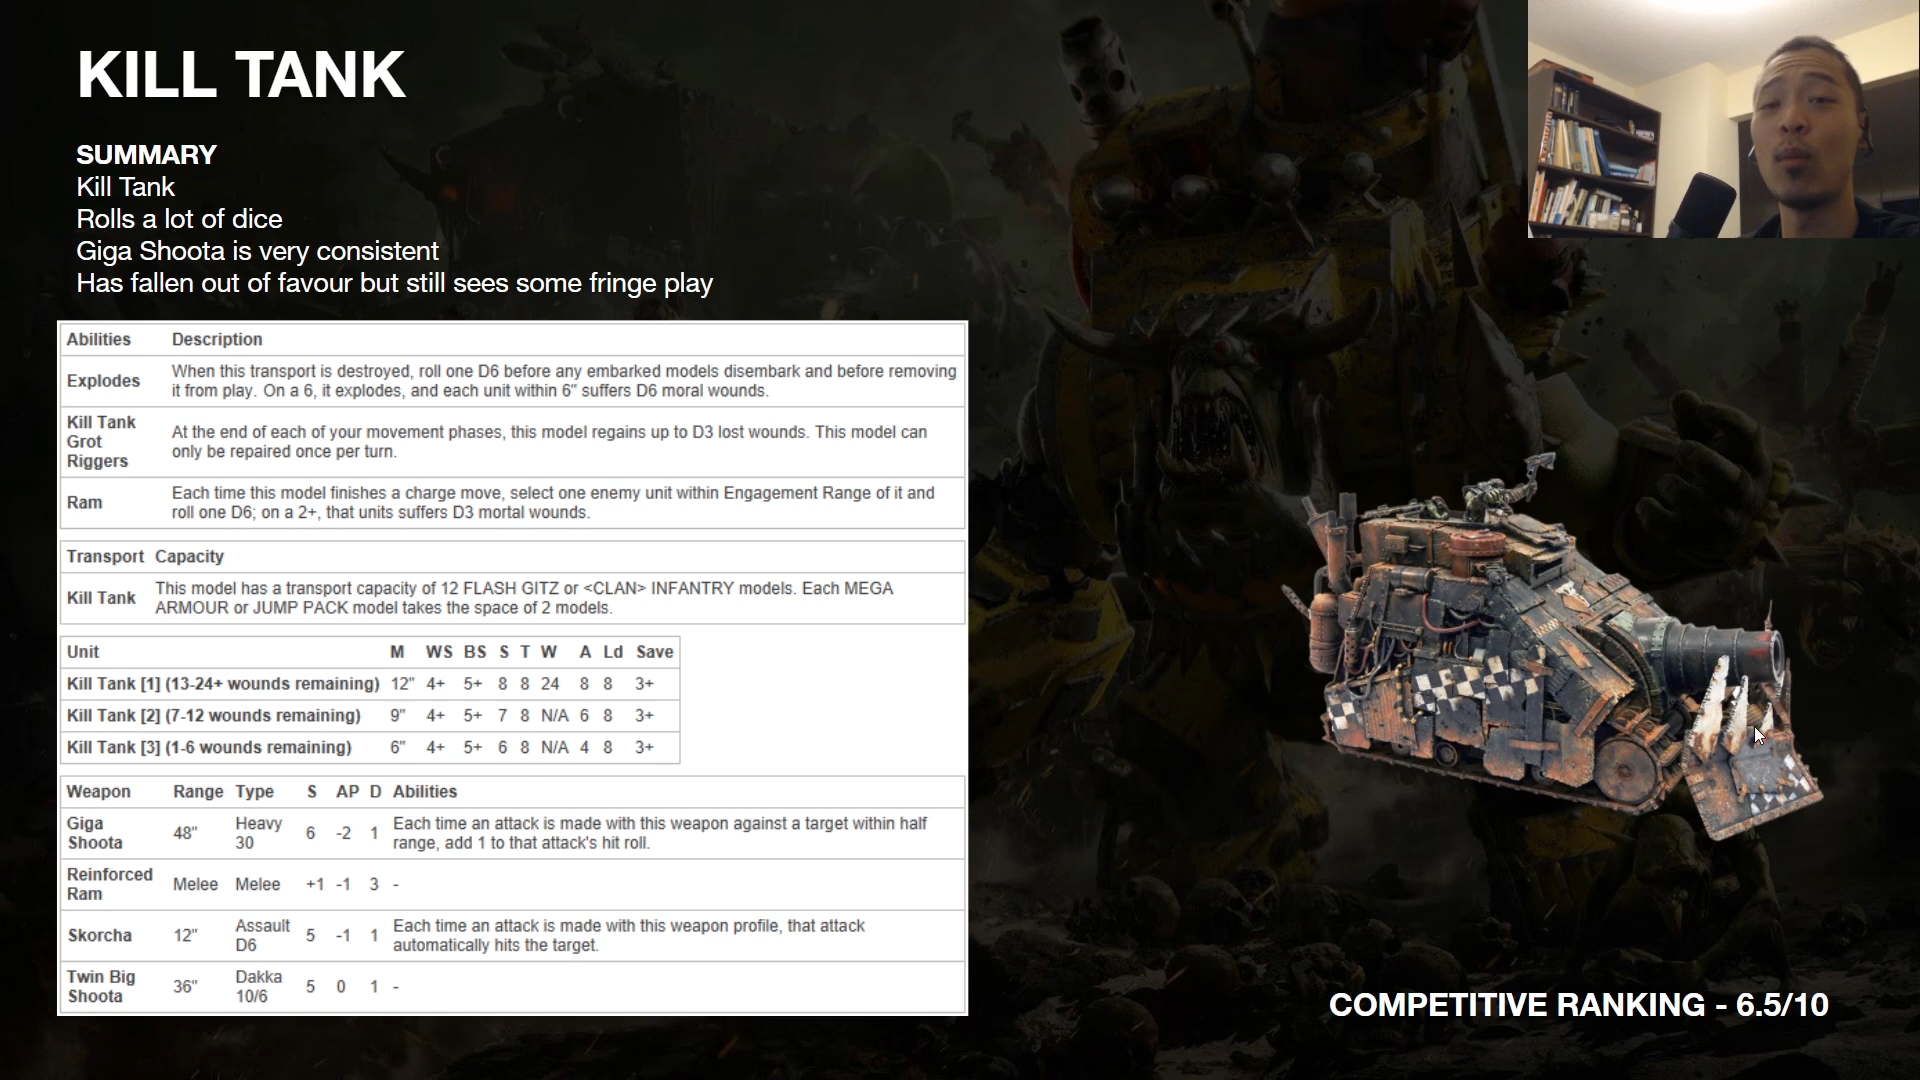 KILL TANK
SUMMARY
Kill Tank
Rolls a lot of dice
Giga Shoota is very consistent
Has fallen out of favour but still sees some fringe play
Abilities Description
Explodes When this transport is destroyed, roll one D6 before any embarked models disembark and before removing
it from play. On a 6, it explodes, and each unit within 6" suffers D6 moral wounds.
Kill Tank
Grot
Riggers
At the end of each of your movement phases, this model regains up to D3 lost wounds. This model can
only be repaired once per turn.
Ram Each time this model finishes a charge move, select one enemy unit within Engagement Range of it and
roll one D6; on a 2+, that units suffers D3 mortal wounds.
Transport Capacity
Kill Tank This model has a transport capacity of 12 FLASH GITZ or <CLAN> INFANTRY models. Each MEGA
ARMOUR or JUMP PACK model takes the space of 2 models.
Unit M WS BS S T W A Ld Save
Kill Tank [1] (13-24+ wounds remaining) 12" 4+ 5+ 8 8 24 8 8 3+
Kill Tank [2] (7-12 wounds remaining) 9" 4+ 5+ 7 8 N/A 6 8 3+
Kill Tank [3] (1-6 wounds remaining) 6" 4+ 5+ 6 8 N/A 4 8 3+
Weapon Range Type S AP D Abilities
Giga
Shoota
48"
Heavy
30
6 -2 1
Each time an attack is made with this weapon against a target within half
range, add 1 to that attack's hit roll.
Reinforced
Ram
Melee Melee +1 -1 3 -
Skorcha 12"
Assault
D6
5 -1 1
Each time an attack is made with this weapon profile, that attack
automatically hits the target.
Twin Big
Shoota
36"
Dakka
10/6
5 0 1 -
COMPETITIVE RANKING - 6.5/10